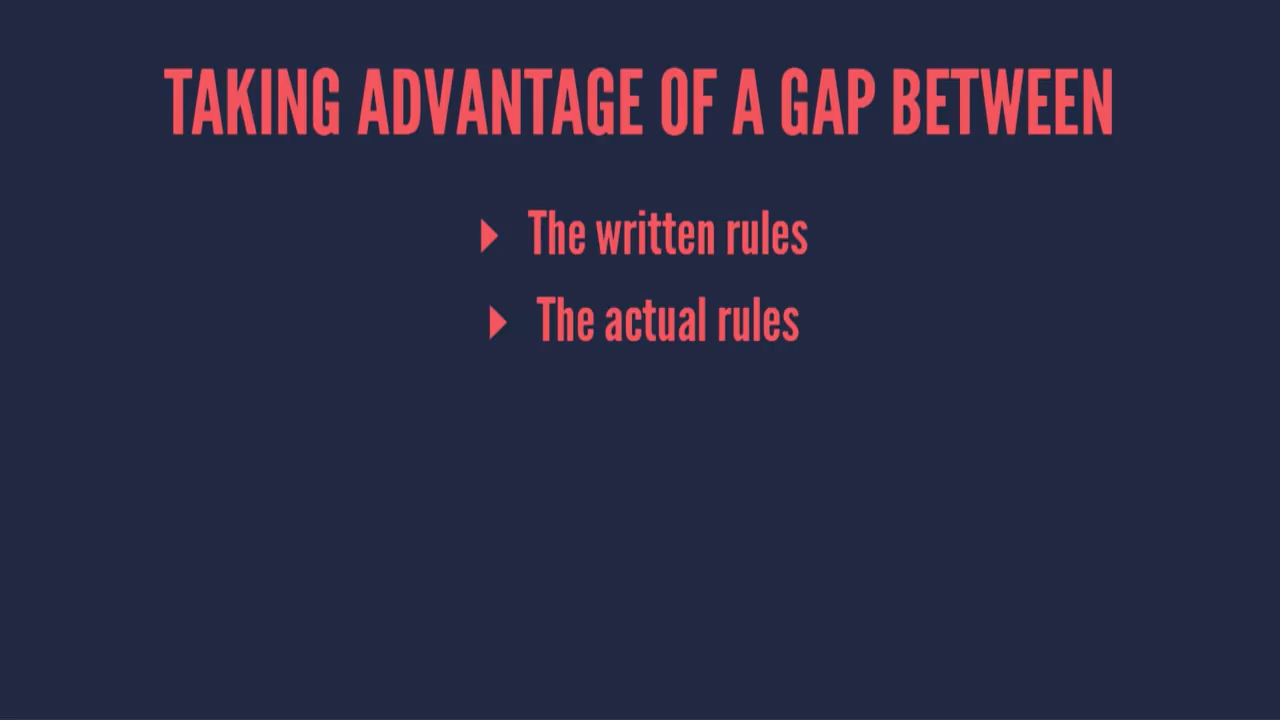 TAKING ADVANTAGE OF A GAP BETWEEN
The written rules
The actual rules